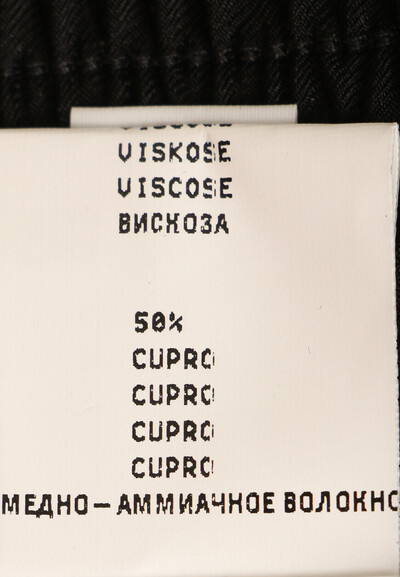 VISKOSE
VISCOSE
ВИСКОЗА
50%
CUPRO
CUPRO
CUPRO
CUPRO
МЕДНО-АММИАЧНОЕ ВОЛОКНО